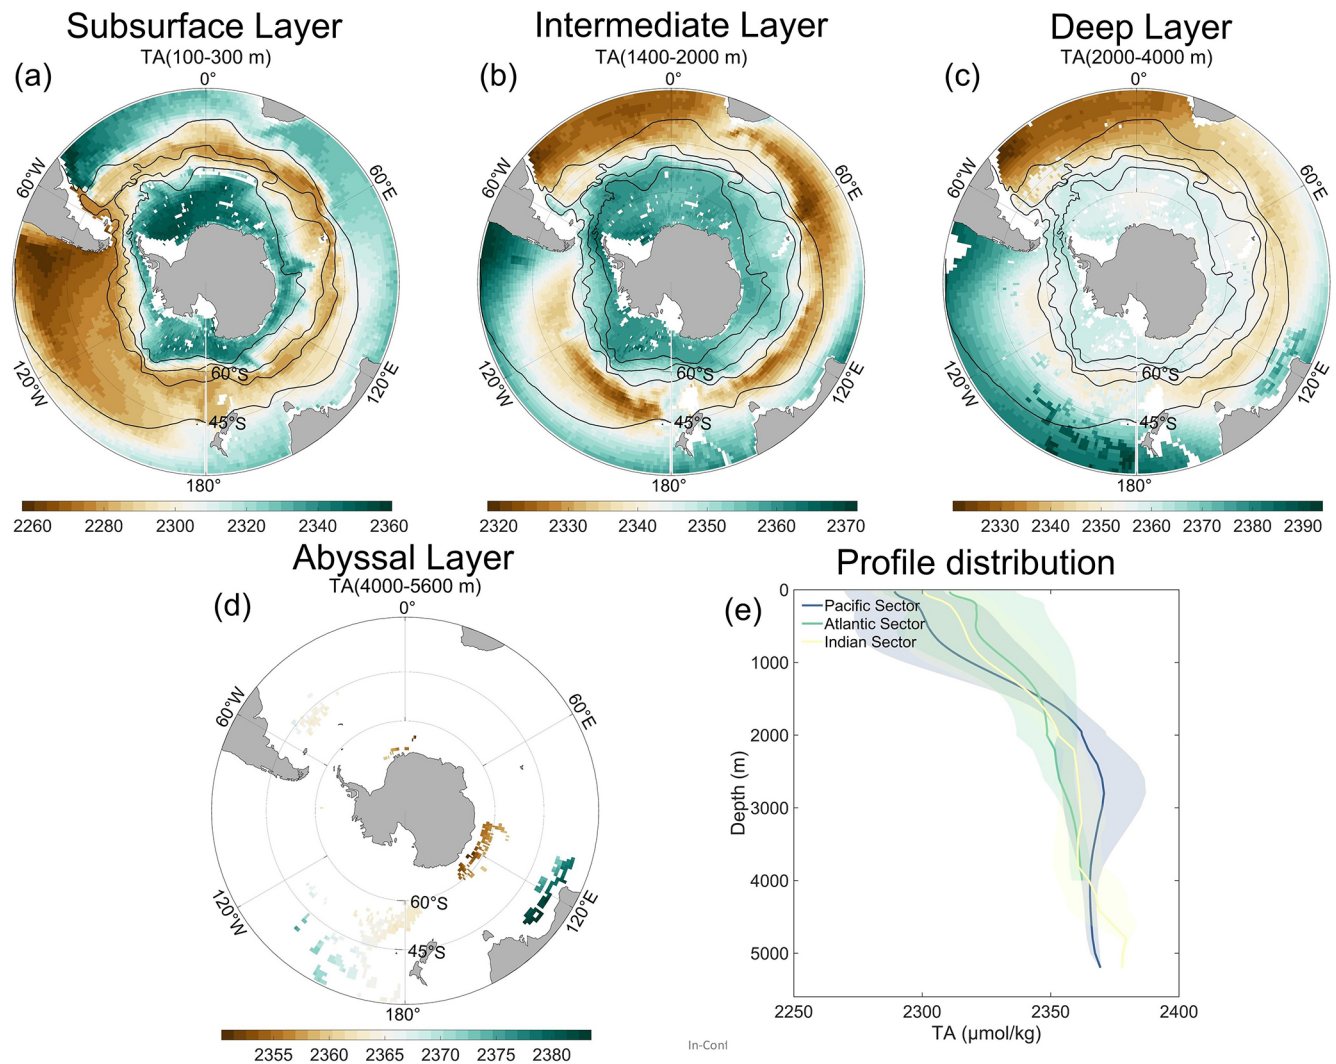 Subsurface Layer
TA(100-300 m)
(a)
0°
60°W
60°E
120°W
120°E
60°S
45°S
180°
2260 2280 2300 2320 2340 2360
Intermediate Layer
TA(1400-2000 m)
(b)
0°
60°W
60°E
120°W
120°E
60°S
45°S
180°
2320 2330 2340 2350 2360 2370
Deep Layer
TA(2000-4000 m)
(c)
0°
60°W
60°E
120°W
120°E
60°S
45°S
180°
2330 2340 2350 2360 2370 2380 2390
Abyssal Layer
TA(4000-5600 m)
(d)
0°
60°W
60°E
120°W
120°E
60°S
45°S
180°
2355 2360 2365 2370 2375 2380
Profile distribution
(e)
Pacific Sector
Atlantic Sector
Indian Sector
0
1000
2000
3000
4000
5000
Depth (m)
2250 2300 2350 2400
TA (μmol/kg)